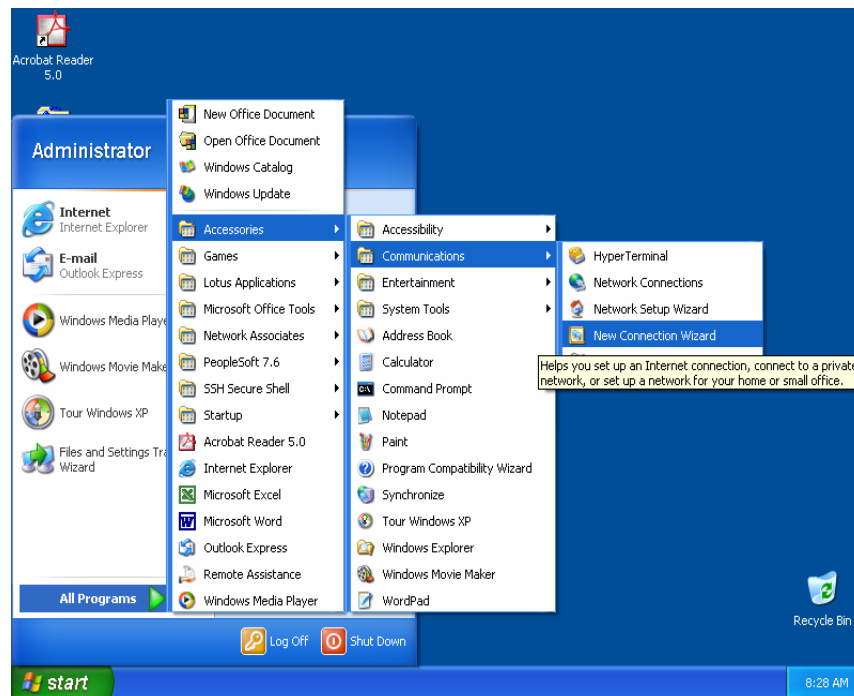 Acrobat Reader
5.0
Administrator
Internet
Internet Explorer
E-mail
Outlook Express
Windows Media Playe
Windows Movie Make
Tour Windows XP
Files and Settings Tra
Wizard
All Programs
New Office Document
Open Office Document
Windows Catalog
Windows Update
Accessories
Games
Lotus Applications
Microsoft Office Tools
Network Associates
PeopleSoft 7.6
SSH Secure Shell
Startup
Acrobat Reader 5.0
Internet Explorer
Microsoft Excel
Microsoft Word
Outlook Express
Remote Assistance
Windows Media Player
Accessibility
Communications
Entertainment
System Tools
Address Book
Calculator
Command Prompt
Notepad
Paint
Program Compatibility Wizard
Synchronize
Tour Windows XP
Windows Explorer
Windows Movie Maker
WordPad
HyperTerminal
Network Connections
Network Setup Wizard
New Connection Wizard
Helps you set up an Internet connection, connect to a private
network, or set up a network for your home or small office.
Recycle Bin
Log Off
Shut Down
start
8:28 AM